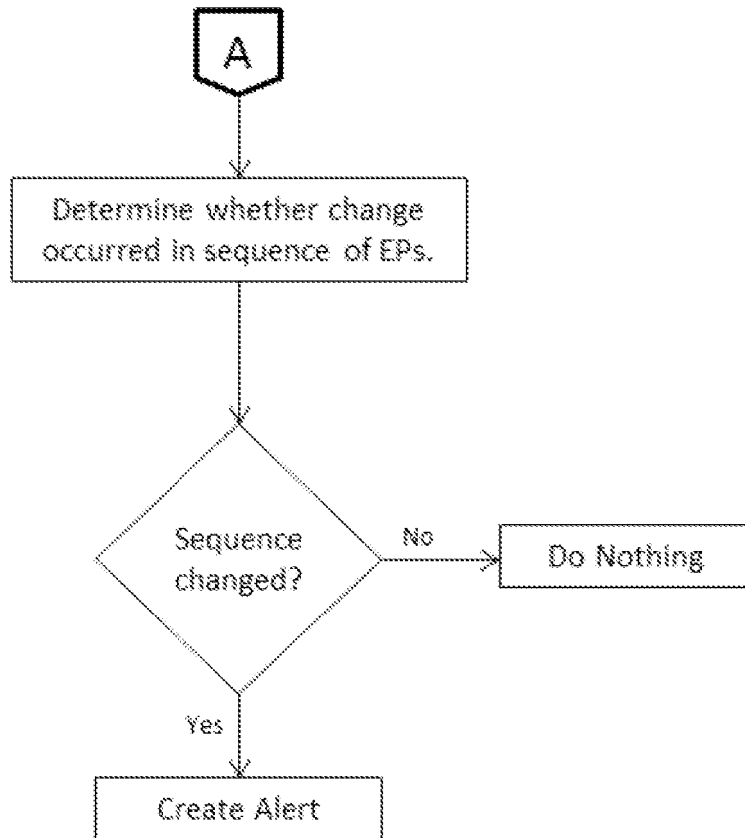 A
Determine whether change
occurred in sequence of EPs.
Sequence
changed?
No
Do Nothing
Yes
Create Alert